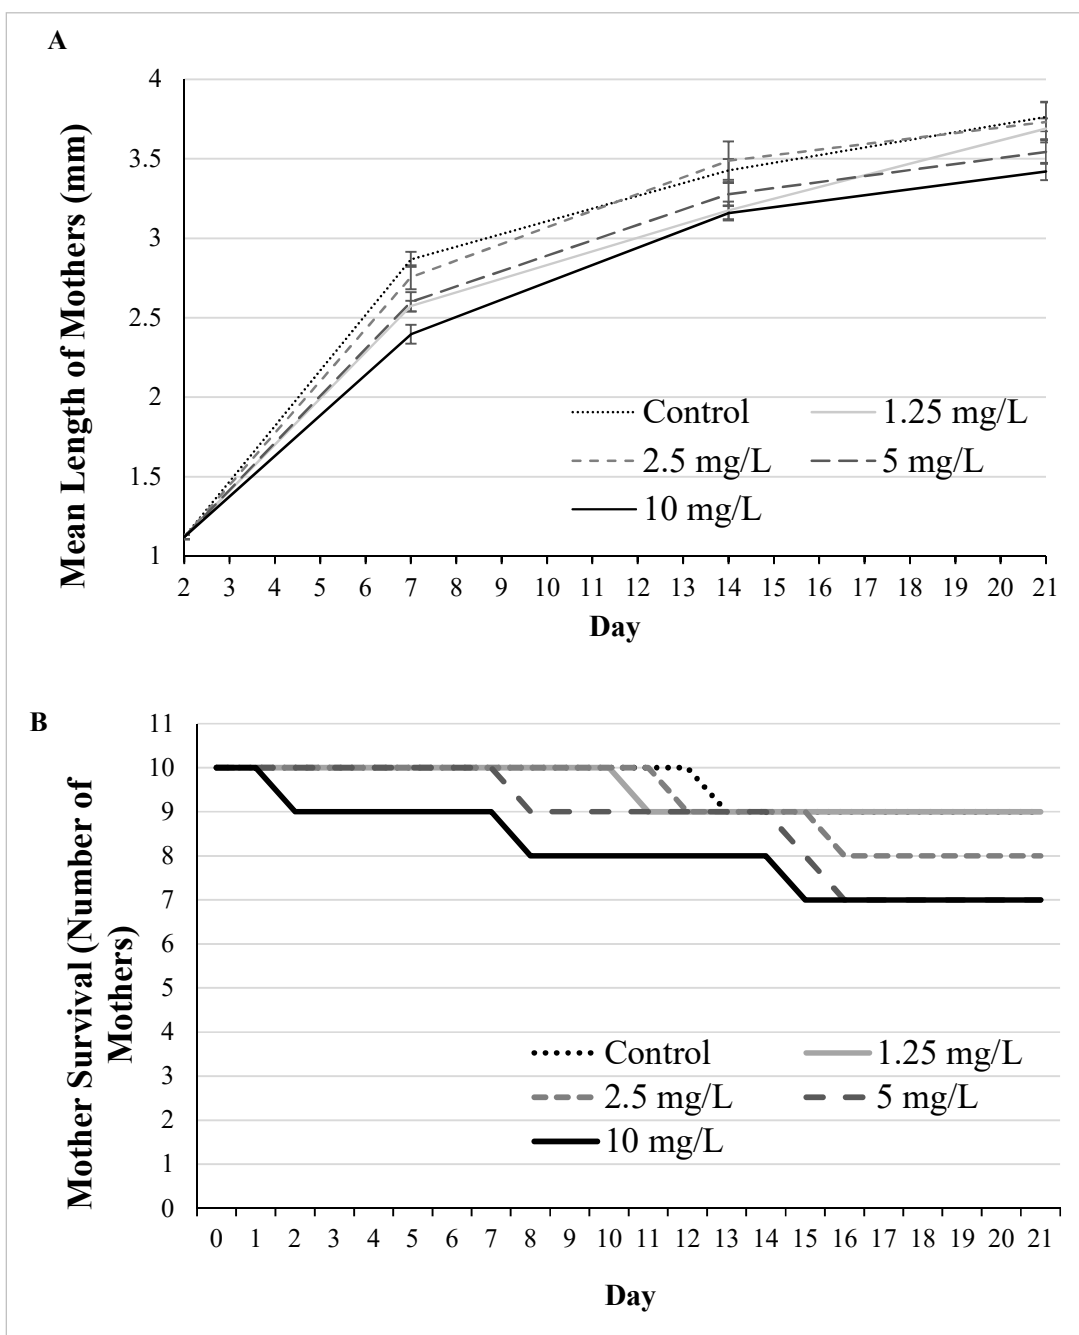 A
Mean Length of Mothers (mm)
4
3.5
3
2.5
2
1.5
1
Control
1.25 mg/L
2.5 mg/L
5 mg/L
10 mg/L
2 3 4 5 6 7 8 9 10 11 12 13 14 15 16 17 18 19 20 21
Day
B
Mother Survival (Number of
Mothers)
11
10
9
8
7
6
5
4
3
2
1
0
Control
1.25 mg/L
2.5 mg/L
5 mg/L
10 mg/L
0 1 2 3 4 5 6 7 8 9 10 11 12 13 14 15 16 17 18 19 20 21
Day